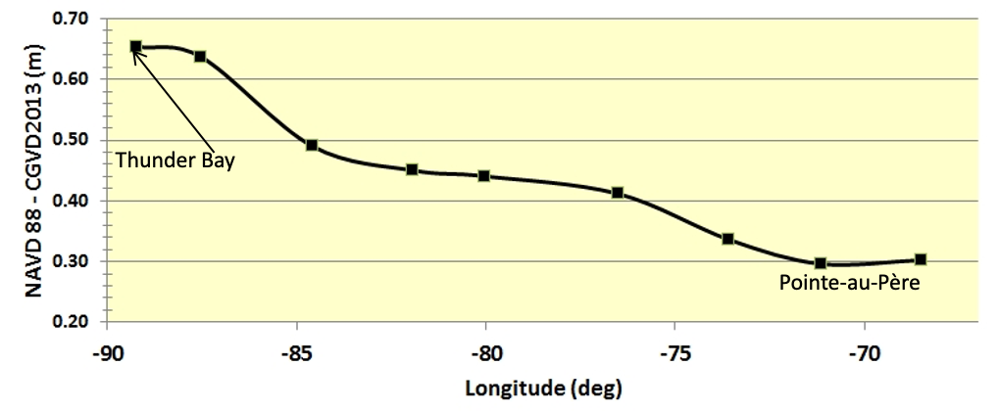 NAVD 88 - CGVD2013 (m)
0.70
0.60
0.50
0.40
0.30
0.20
Thunder Bay
Pointe-au-Père
-90 -85 -80 -75 -70
Longitude (deg)